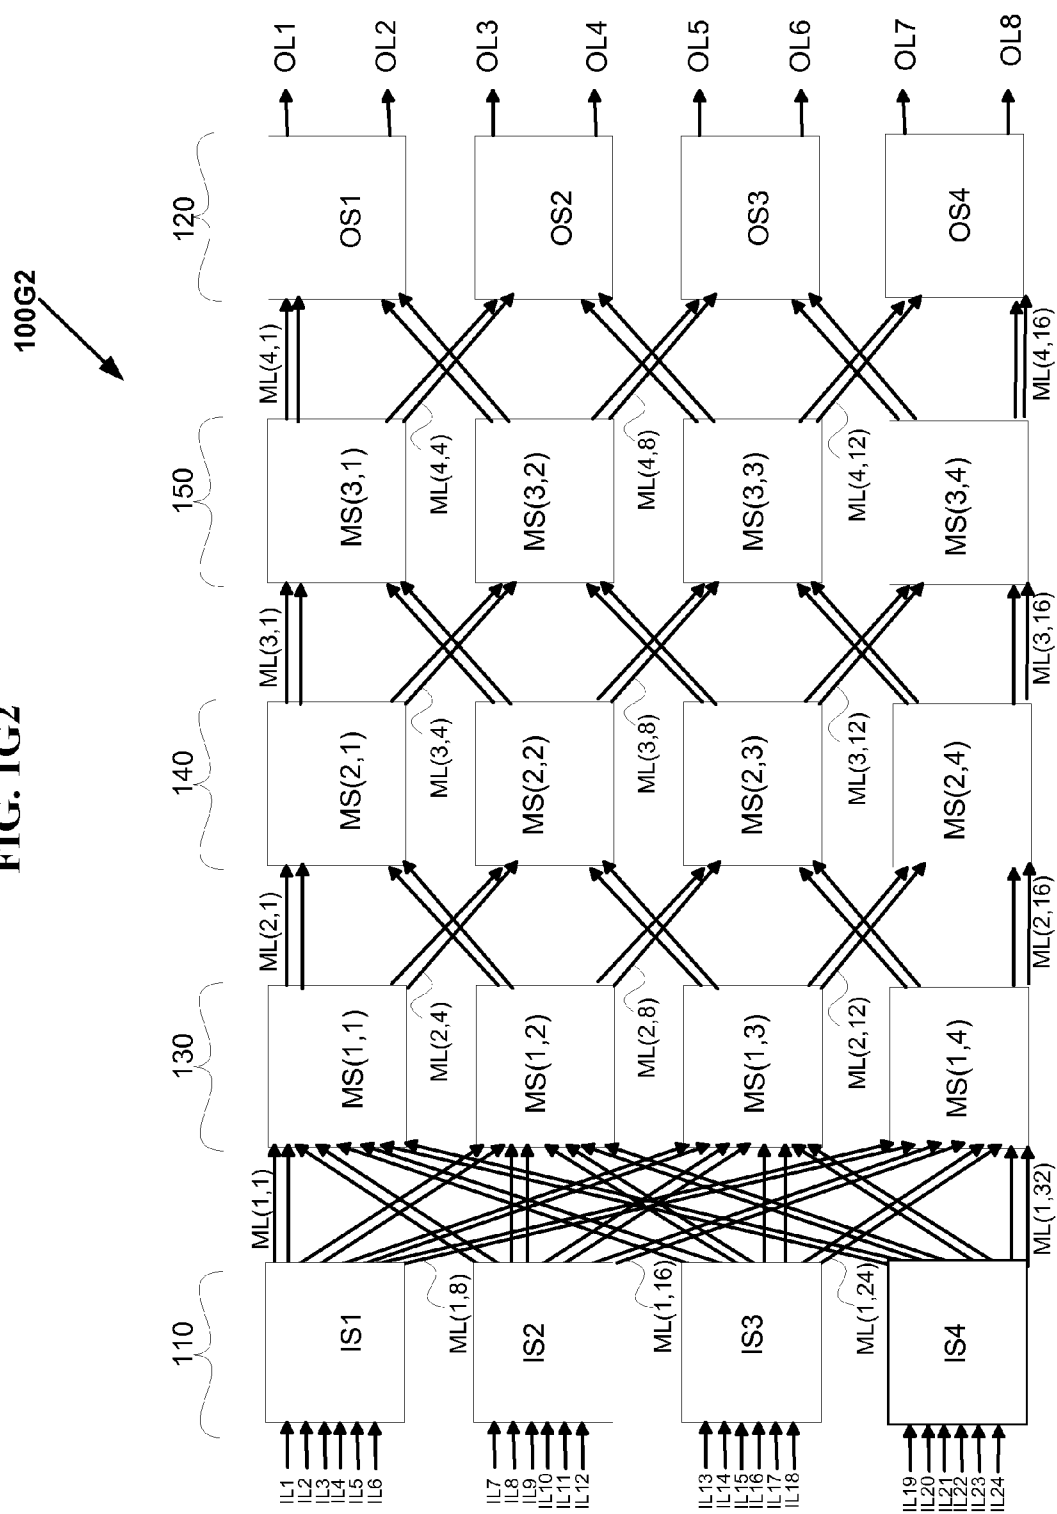 FIG. 1G2
100G2
110
130
140
150
120
IL1
IL2
IL3
IL4
IL5
IL6
IS1
ML(1,1)
MS(1,1)
ML(2,1)
MS(2,1)
ML(3,1)
MS(3,1)
ML(4,1)
OS1
OL1
OL2
ML(1,8)
ML(2,4)
ML(3,4)
ML(4,4)
IL7
IL8
IL9
IL10
IL11
IL12
IS2
MS(1,2)
MS(2,2)
MS(3,2)
OS2
OL3
OL4
ML(1,16)
ML(2,8)
ML(3,8)
ML(4,8)
IL13
IL14
IL15
IL16
IL17
IL18
IS3
MS(1,3)
MS(2,3)
MS(3,3)
OS3
OL5
OL6
ML(1,24)
ML(2,12)
ML(3,12)
ML(4,12)
IL19
IL20
IL21
IL22
IL23
IL24
IS4
MS(1,4)
MS(2,4)
MS(3,4)
OS4
OL7
OL8
ML(1,32)
ML(2,16)
ML(3,16)
ML(4,16)